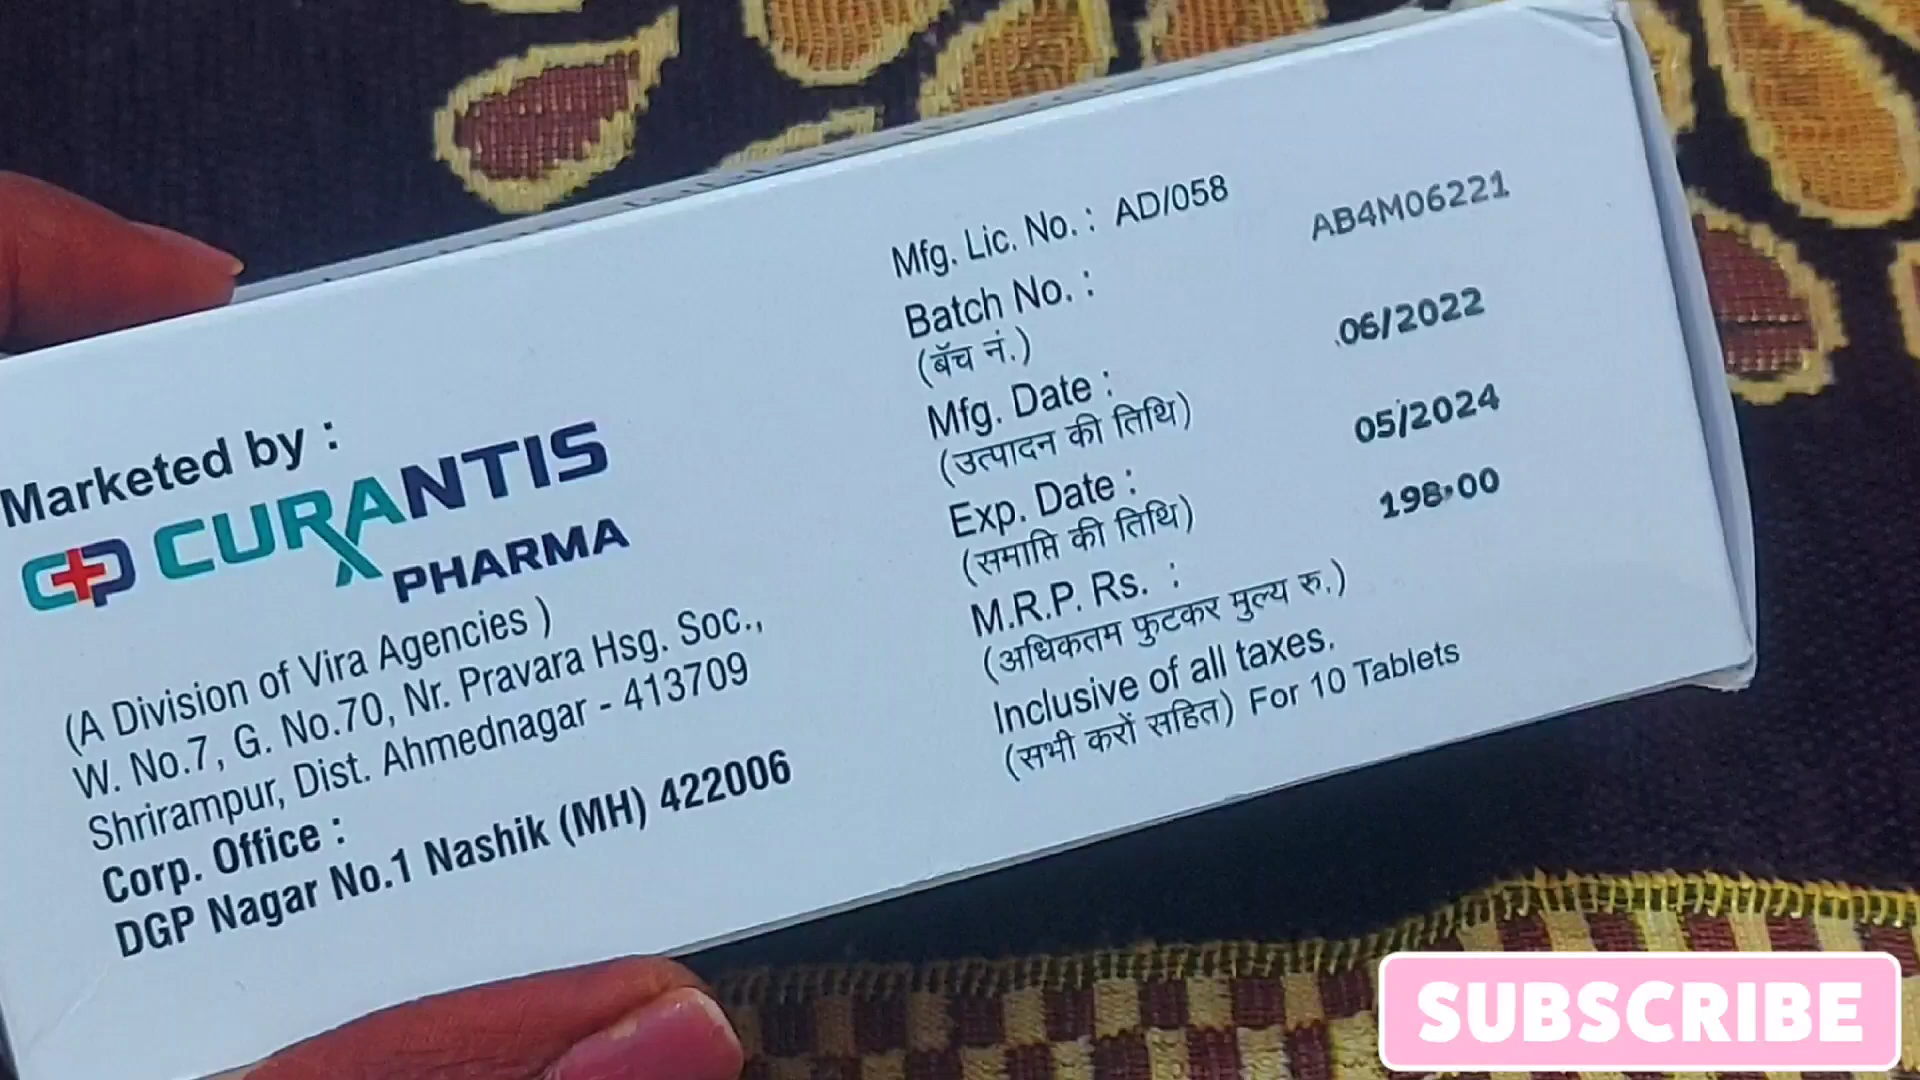 Marketed by :
CURANTIS
PHARMA
(A Division of Vira Agencies )
W. No.7, G. No.70, Nr. Pravara Hsg. Soc.,
Shrirampur, Dist. Ahmednagar - 413709
Corp. Office :
DGP Nagar No.1 Nashik (MH) 422006
Mfg. Lic. No. : AD/058
Batch No. : AB4M06221
(बॅच नं.)
Mfg. Date : 06/2022
(उत्पादन की तिथि)
Exp. Date : 05/2024
(समाप्ति की तिथि)
M.R.P. Rs. : 198.00
(अधिकतम फुटकर मुल्य रु.)
Inclusive of all taxes.
(सभी करों सहित) For 10 Tablets
SUBSCRIBE